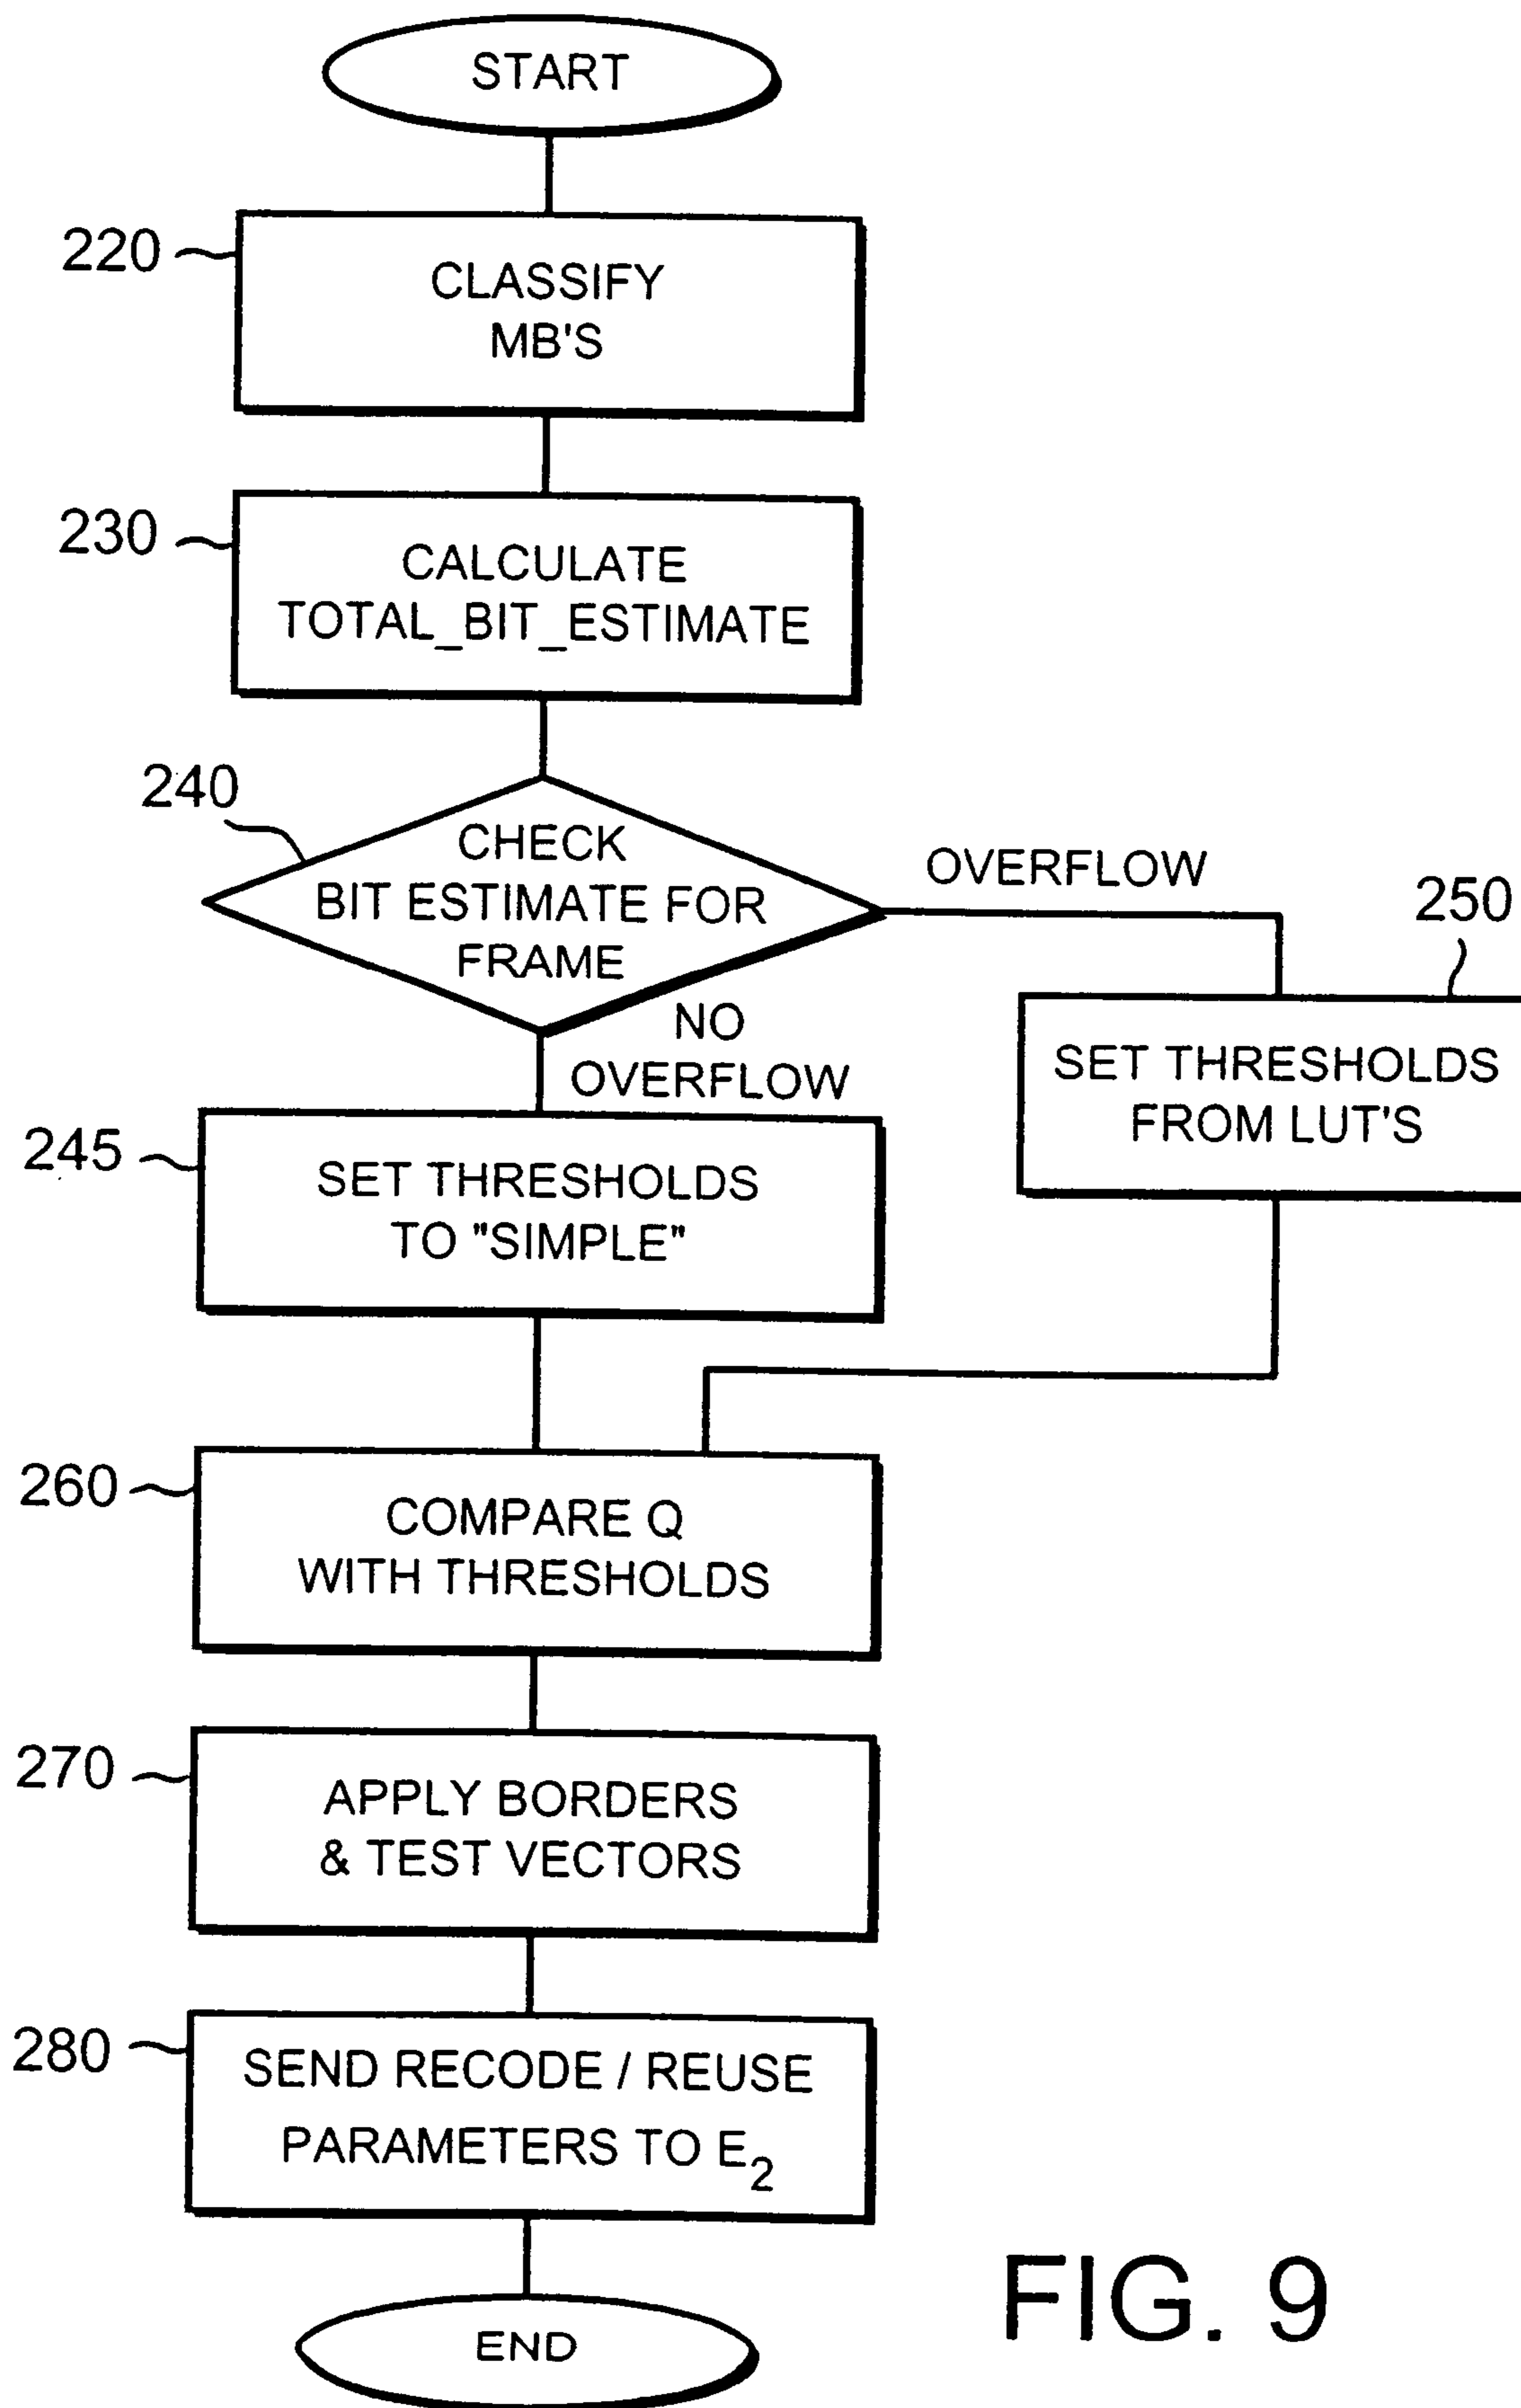 START
220
CLASSIFY
MB'S
230
CALCULATE
TOTAL_BIT_ESTIMATE
240
CHECK
BIT ESTIMATE FOR
FRAME
OVERFLOW
250
NO
OVERFLOW
SET THRESHOLDS
FROM LUT'S
245
SET THRESHOLDS
TO "SIMPLE"
260
COMPARE Q
WITH THRESHOLDS
270
APPLY BORDERS
& TEST VECTORS
280
SEND RECODE / REUSE
PARAMETERS TO E₂
END
FIG. 9